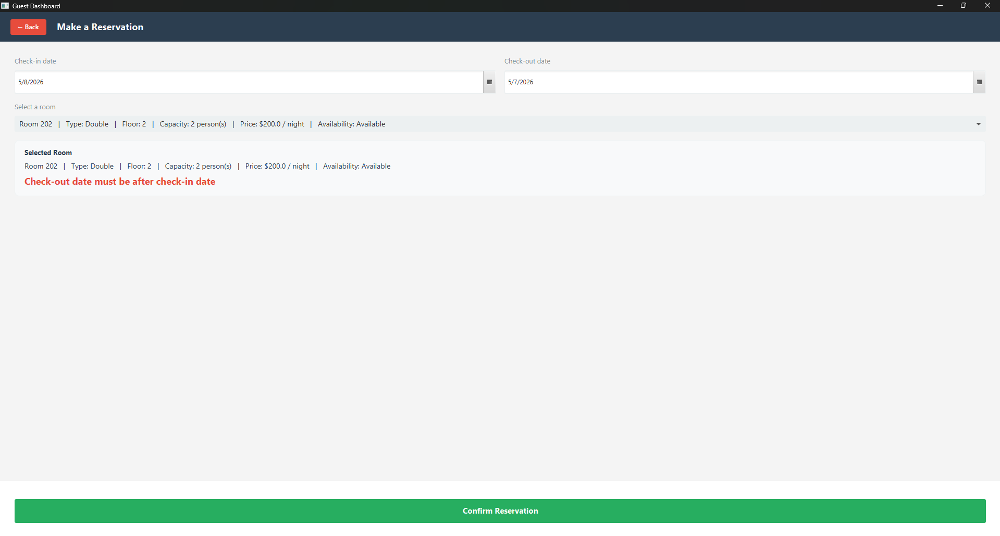 Guest Dashboard
← Back
Make a Reservation
Check-in date
Check-out date
5/8/2026
5/7/2026
Select a room
Room 202 | Type: Double | Floor: 2 | Capacity: 2 person(s) | Price: $200.0 / night | Availability: Available
Selected Room
Room 202 | Type: Double | Floor: 2 | Capacity: 2 person(s) | Price: $200.0 / night | Availability: Available
Check-out date must be after check-in date
Confirm Reservation